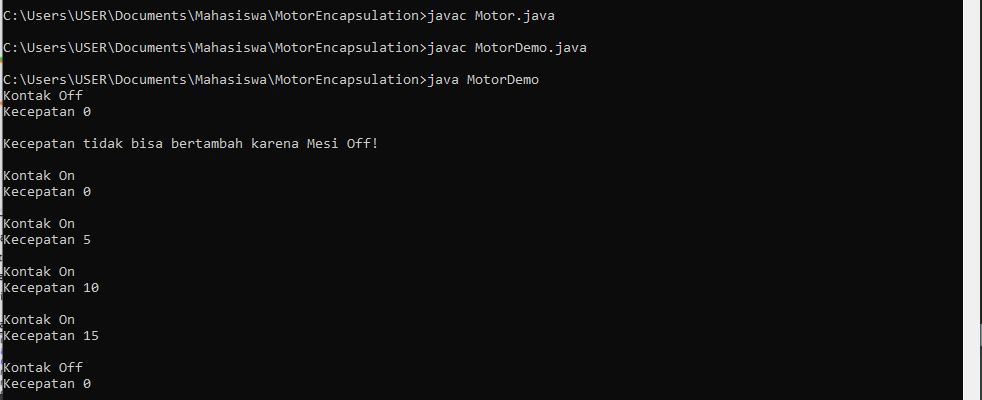 C:\Users\USER\Documents\Mahasiswa\MotorEncapsulation>javac Motor.java
C:\Users\USER\Documents\Mahasiswa\MotorEncapsulation>javac MotorDemo.java
C:\Users\USER\Documents\Mahasiswa\MotorEncapsulation>java MotorDemo
Kontak Off
Kecepatan 0
Kecepatan tidak bisa bertambah karena Mesi Off!
Kontak On
Kecepatan 0
Kontak On
Kecepatan 5
Kontak On
Kecepatan 10
Kontak On
Kecepatan 15
Kontak Off
Kecepatan 0